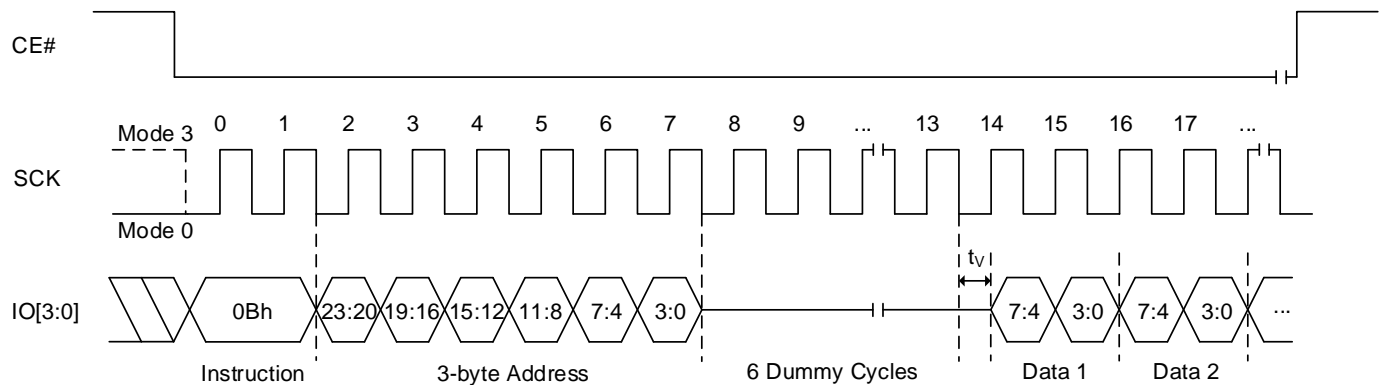 CE#
0 1 2 3 4 5 6 7 8 9 ... 13 14 15 16 17 ...
Mode 3
SCK
Mode 0
tV
IO[3:0] 0Bh 23:20 19:16 15:12 11:8 7:4 3:0 7:4 3:0 7:4 3:0 ...
Instruction 3-byte Address 6 Dummy Cycles Data 1 Data 2